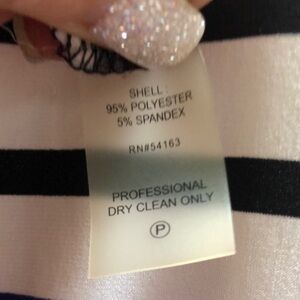 SHELL:
95% POLYESTER
5% SPANDEX
RN#54163
PROFESSIONAL
DRY CLEAN ONLY
P